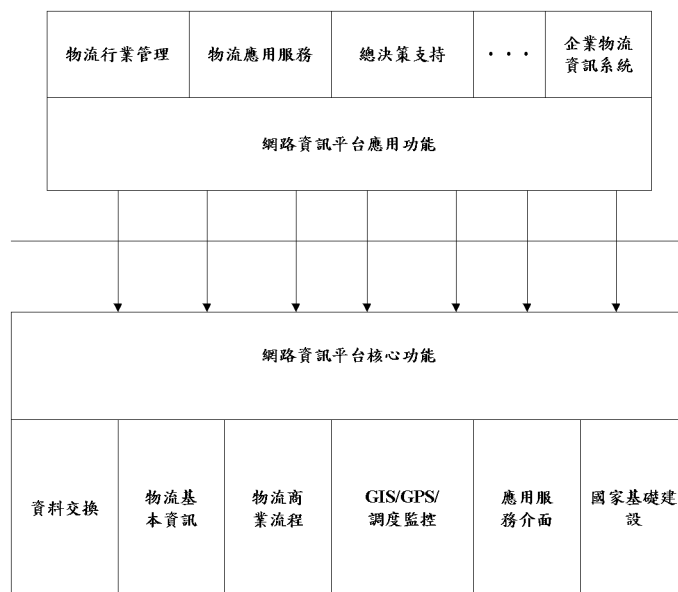 物流行業管理
物流應用服務
總決策支持
···
企業物流
資訊系統
網路資訊平台應用功能
網路資訊平台核心功能
資料交換
物流基
本資訊
物流商
業流程
GIS/GPS/
調度監控
應用服
務介面
國家基礎建
設